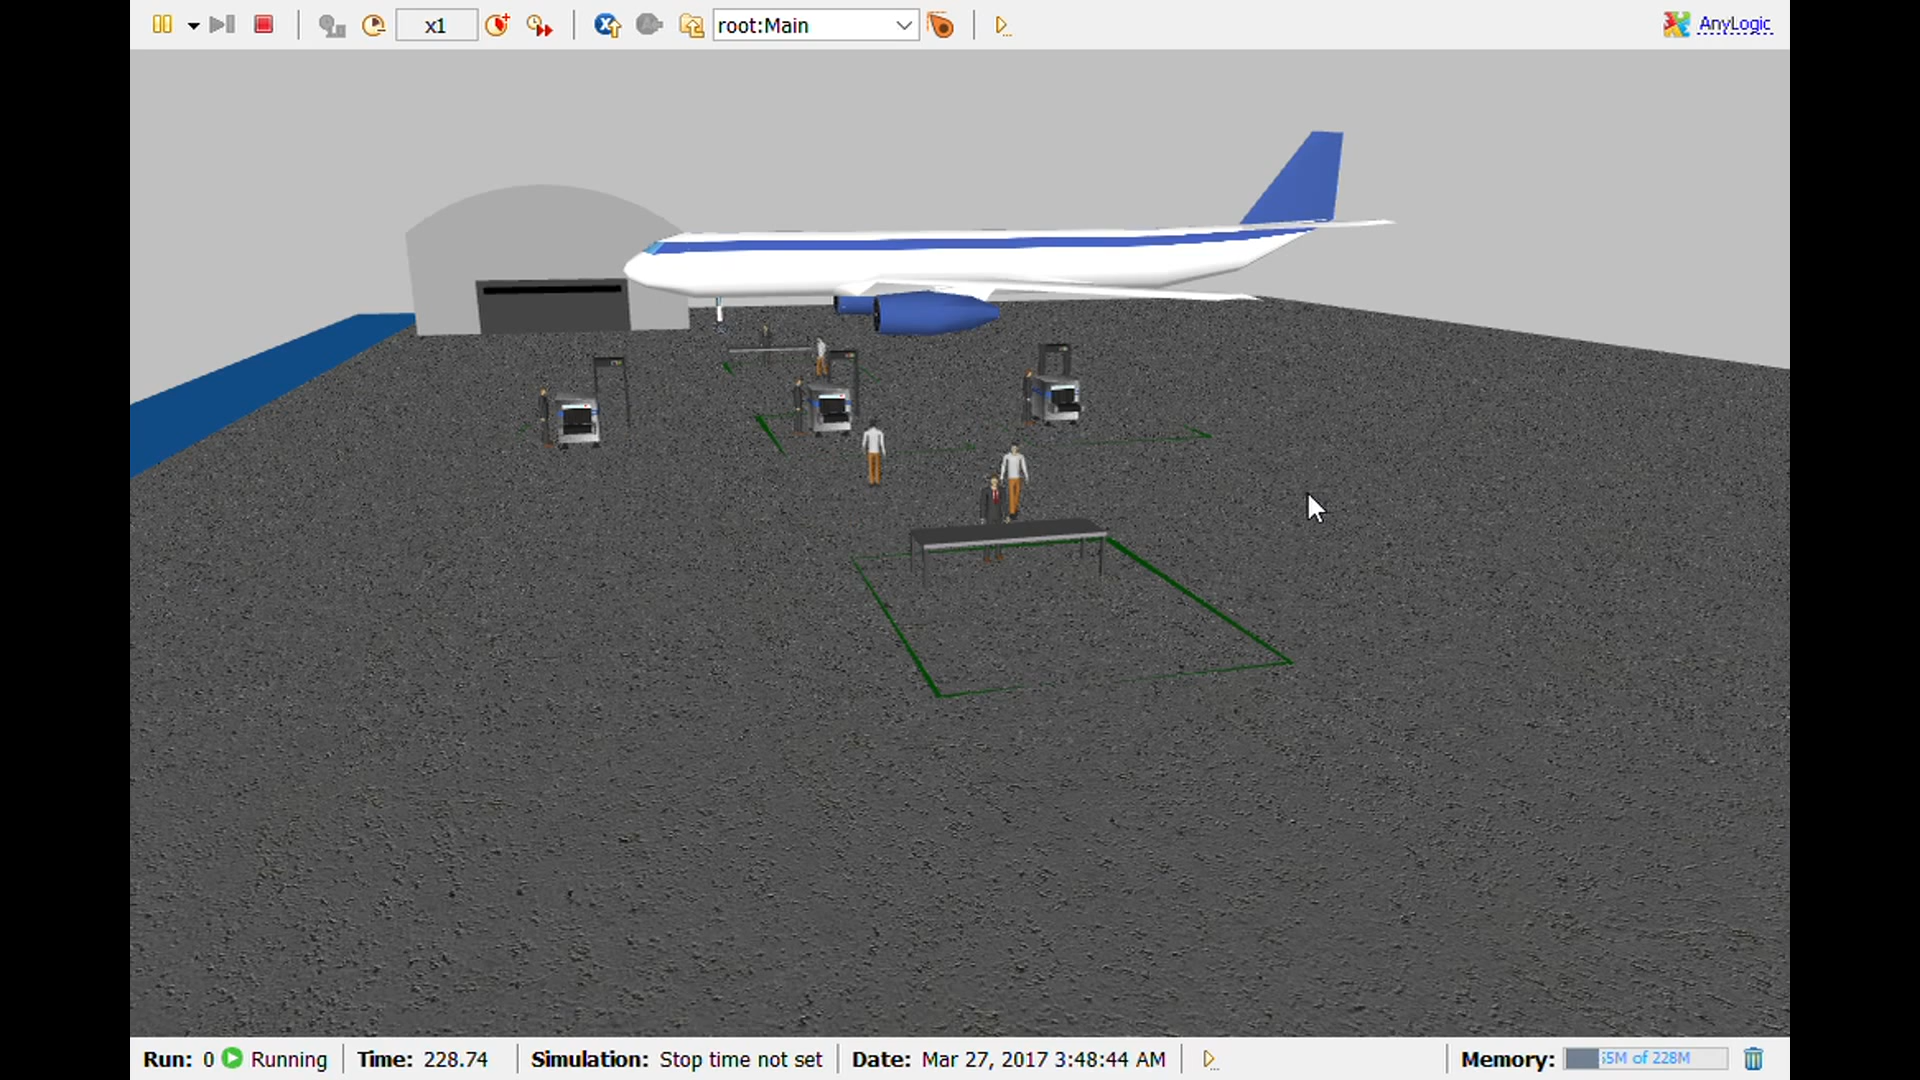 x1
root:Main
AnyLogic
Run: 0 Running
Time: 228.74
Simulation: Stop time not set
Date: Mar 27, 2017 3:48:44 AM
Memory: 65M of 228M